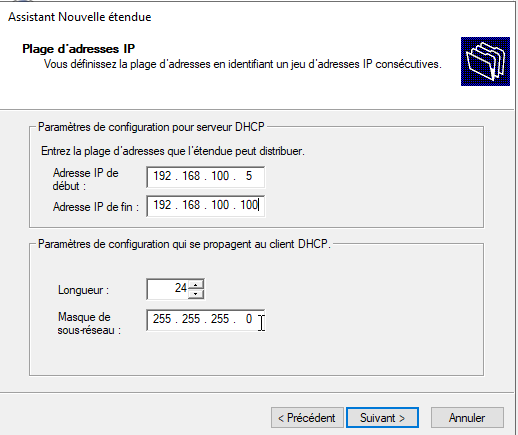 Assistant Nouvelle étendue
Plage d'adresses IP
Vous définissez la plage d'adresses en identifiant un jeu d'adresses IP consécutives.
Paramètres de configuration pour serveur DHCP
Entrez la plage d'adresses que l'étendue peut distribuer.
Adresse IP de
début :
192 . 168 . 100 . 5
Adresse IP de fin :
192 . 168 . 100 . 100
Paramètres de configuration qui se propagent au client DHCP.
Longueur :
24
Masque de
sous-réseau :
255 . 255 . 255 . 0
< Précédent
Suivant >
Annuler